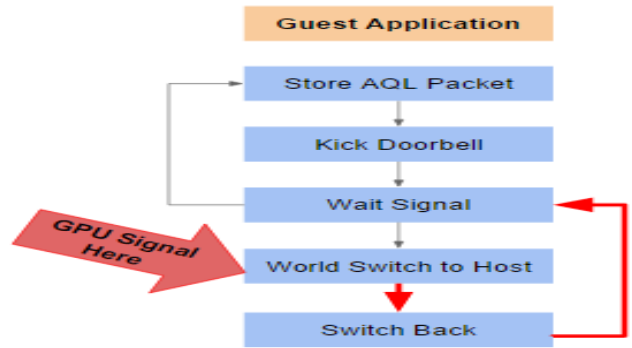 Guest Application
Store AQL Packet
Kick Doorbell
Wait Signal
GPU Signal
Here
World Switch to Host
Switch Back